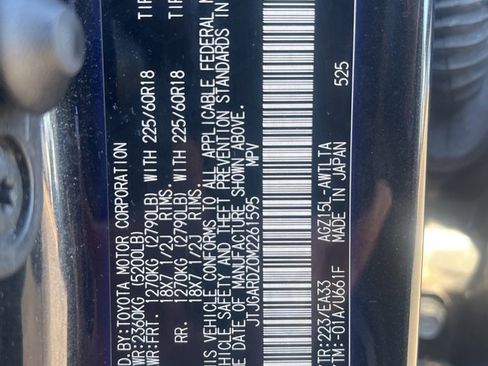 D.BY:TOYOTA MOTOR CORPORATION
WR:2360KG (5200LB)
WR:FRT. 1270KG (2790LB) WITH 225/60R18 TIR
18X7 1/2J RIMS.
RR. 1270KG (2790LB) WITH 225/60R18 TIR
18X7 1/2J RIMS.
IS VEHICLE CONFORMS TO ALL APPLICABLE FEDERAL M
VEHICLE SAFETY AND THEFT PREVENTION STANDARDS IN
DATE OF MANUFACTURE SHOWN ABOVE.
JTJGARDZ0M2261595 MPV
TR:223/EA33 AGZ15L-AWTLTA
TM:-01A/U661F MADE IN JAPAN 525